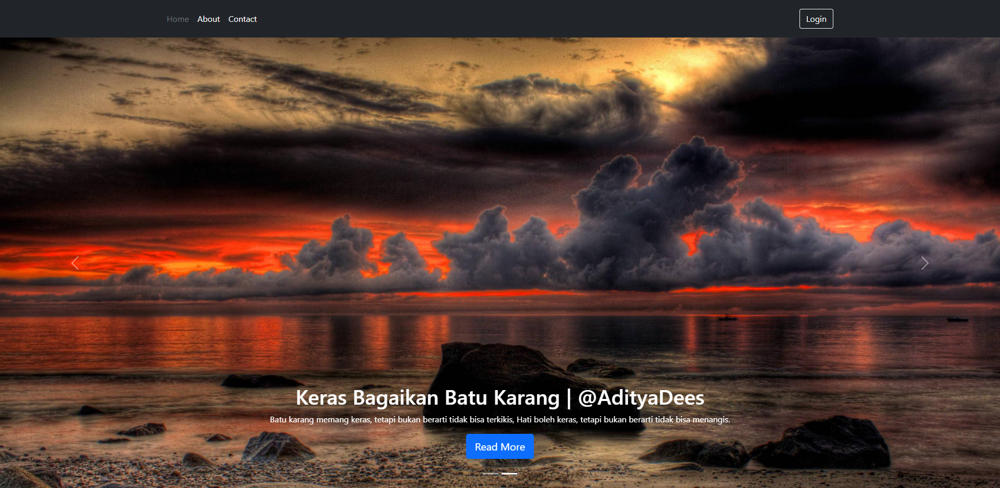 Home About Contact Login
Keras Bagaikan Batu Karang | @AdityaDees
Batu karang memang keras, tetapi bukan berarti tidak bisa terkikis, Hati boleh keras, tetapi bukan berarti tidak bisa menangis.
Read More